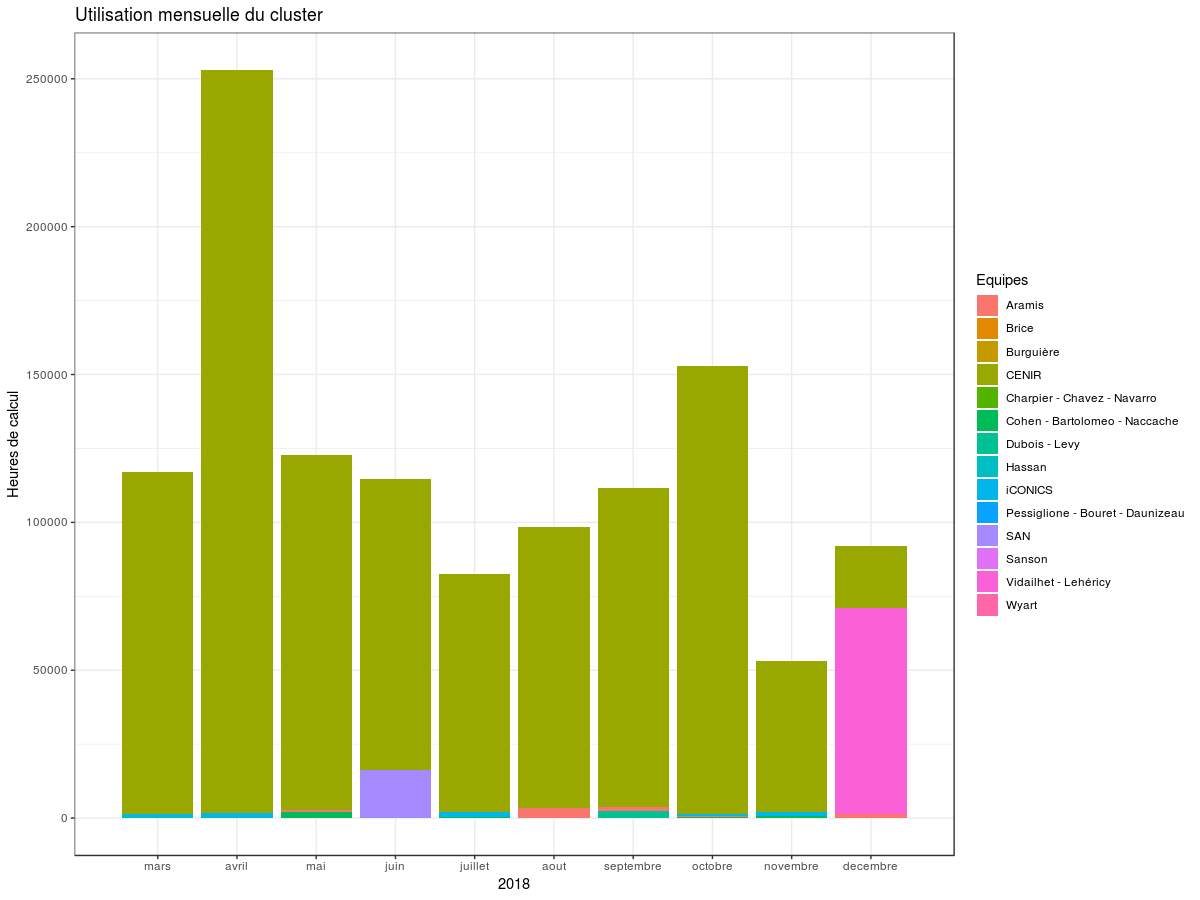 Utilisation mensuelle du cluster
Heures de calcul
250000
200000
150000
100000
50000
0
mars avril mai juin juillet aout septembre octobre novembre decembre
2018
Equipes
Aramis
Brice
Burguière
CENIR
Charpier - Chavez - Navarro
Cohen - Bartolomeo - Naccache
Dubois - Levy
Hassan
iCONICS
Pessiglione - Bouret - Daunizeau
SAN
Sanson
Vidailhet - Lehéricy
Wyart